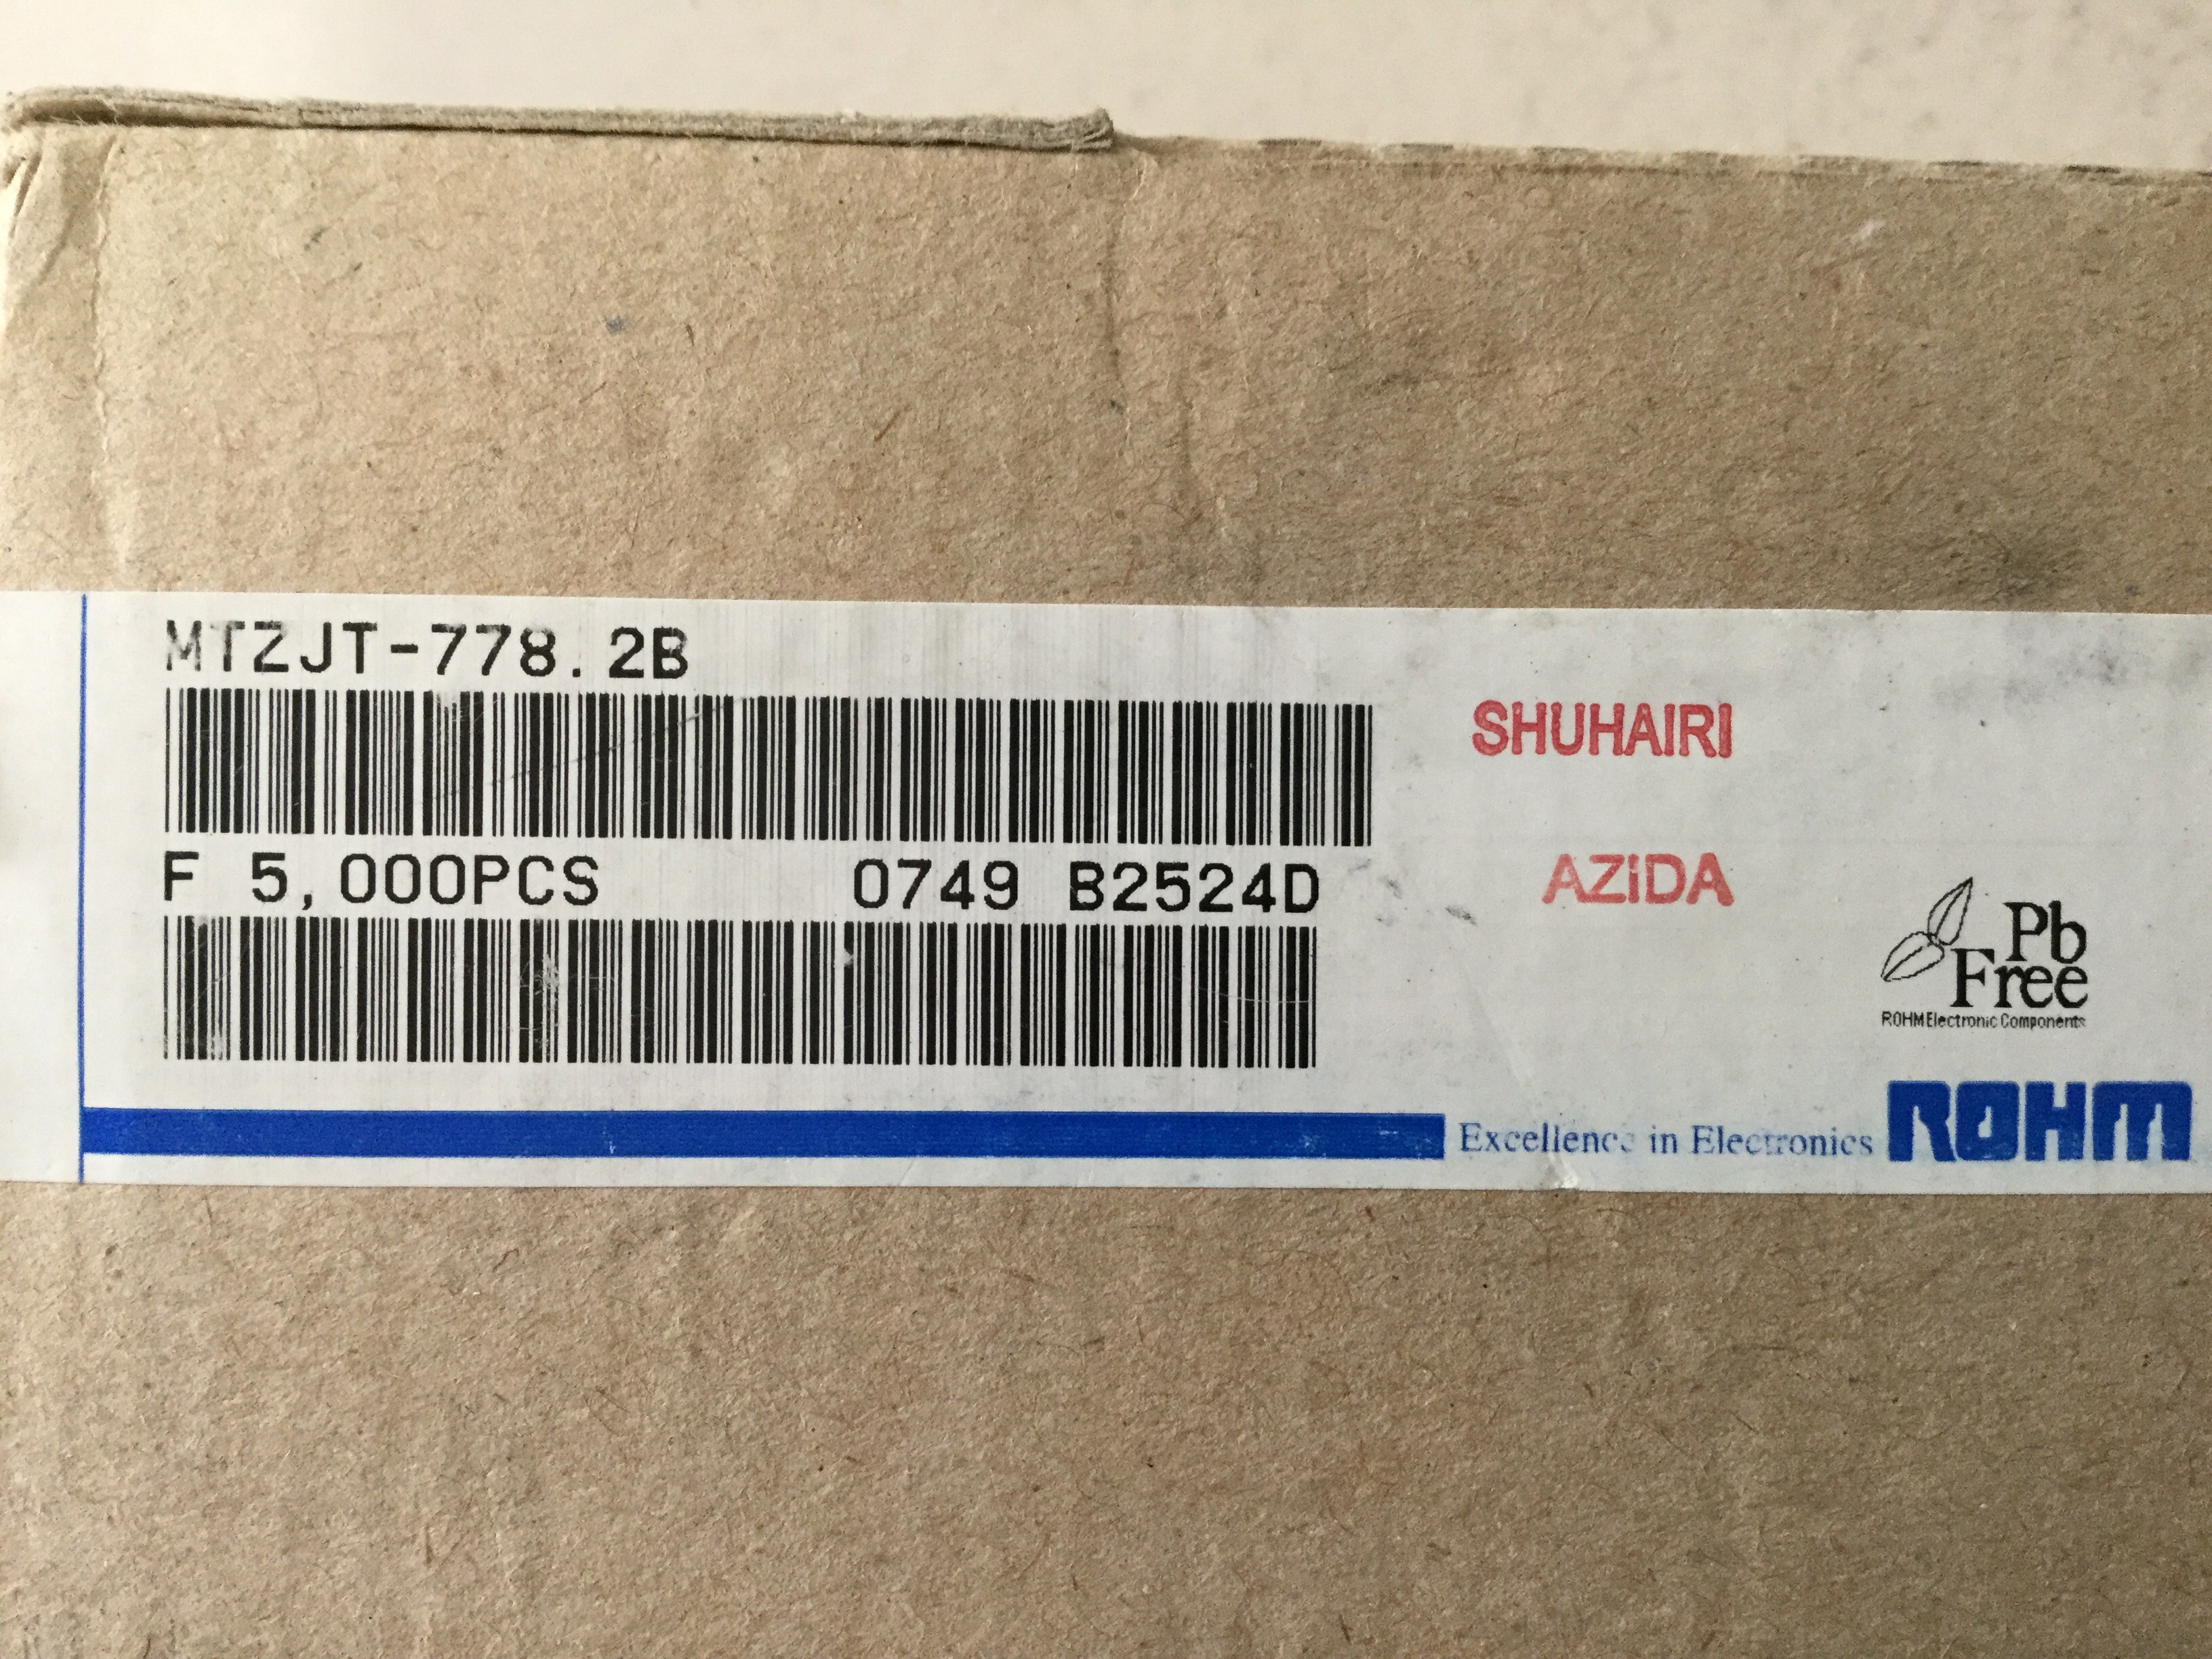 MTZJT-778.2B
SHUHAIRI
F 5,000PCS 0749 B2524D
AZiDA
Pb
Free
ROHM Electronic Components
Excellence in Electronics ROHM